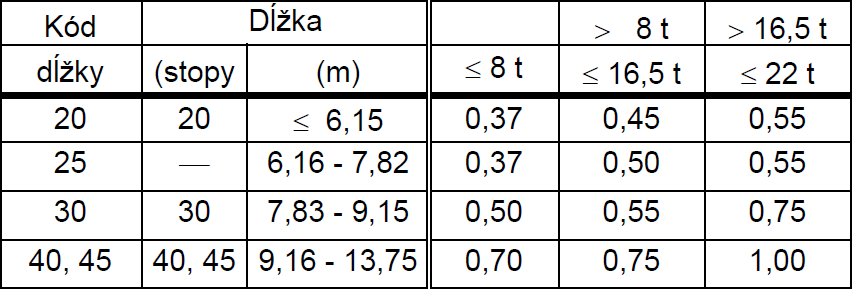 Kód Dĺžka > 8 t > 16,5 t
dĺžky (stopy (m) ≤ 8 t ≤ 16,5 t ≤ 22 t
20 20 ≤ 6,15 0,37 0,45 0,55
25 — 6,16 - 7,82 0,37 0,50 0,55
30 30 7,83 - 9,15 0,50 0,55 0,75
40, 45 40, 45 9,16 - 13,75 0,70 0,75 1,00